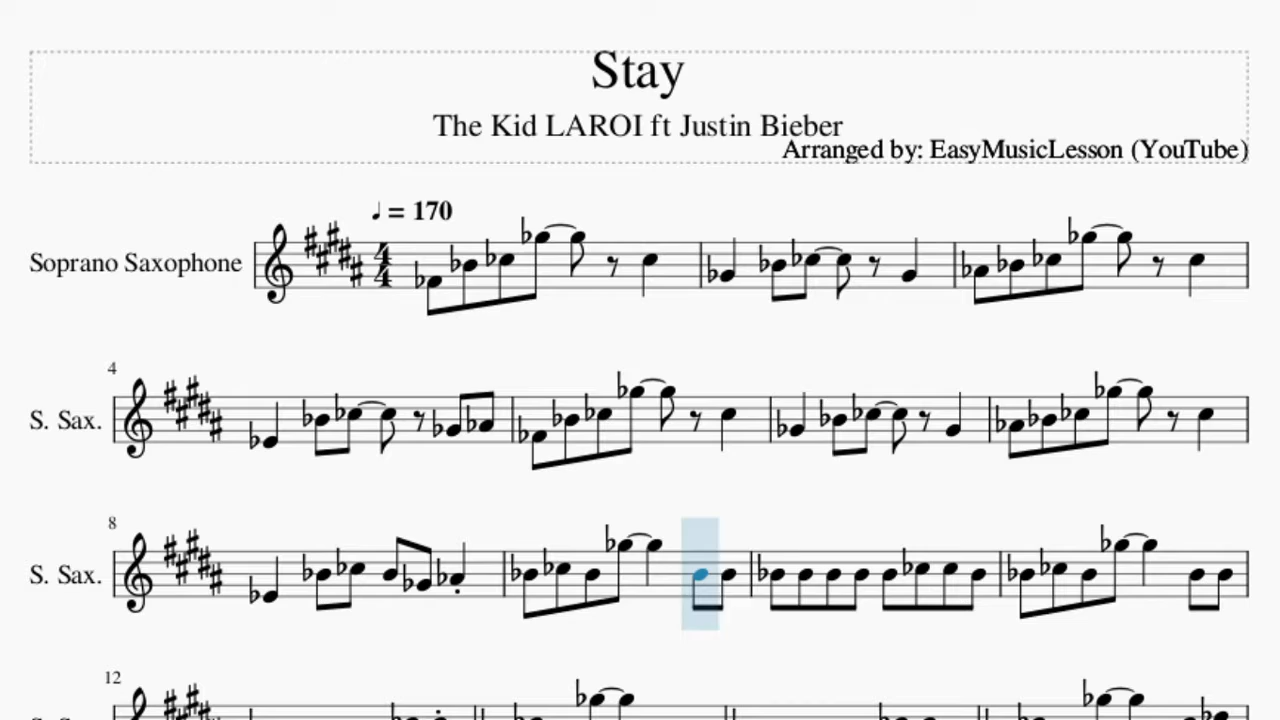 Stay
The Kid LAROI ft Justin Bieber
Arranged by: EasyMusicLesson (YouTube)
♩ = 170
Soprano Saxophone
4
4
4
S. Sax.
8
S. Sax.
12